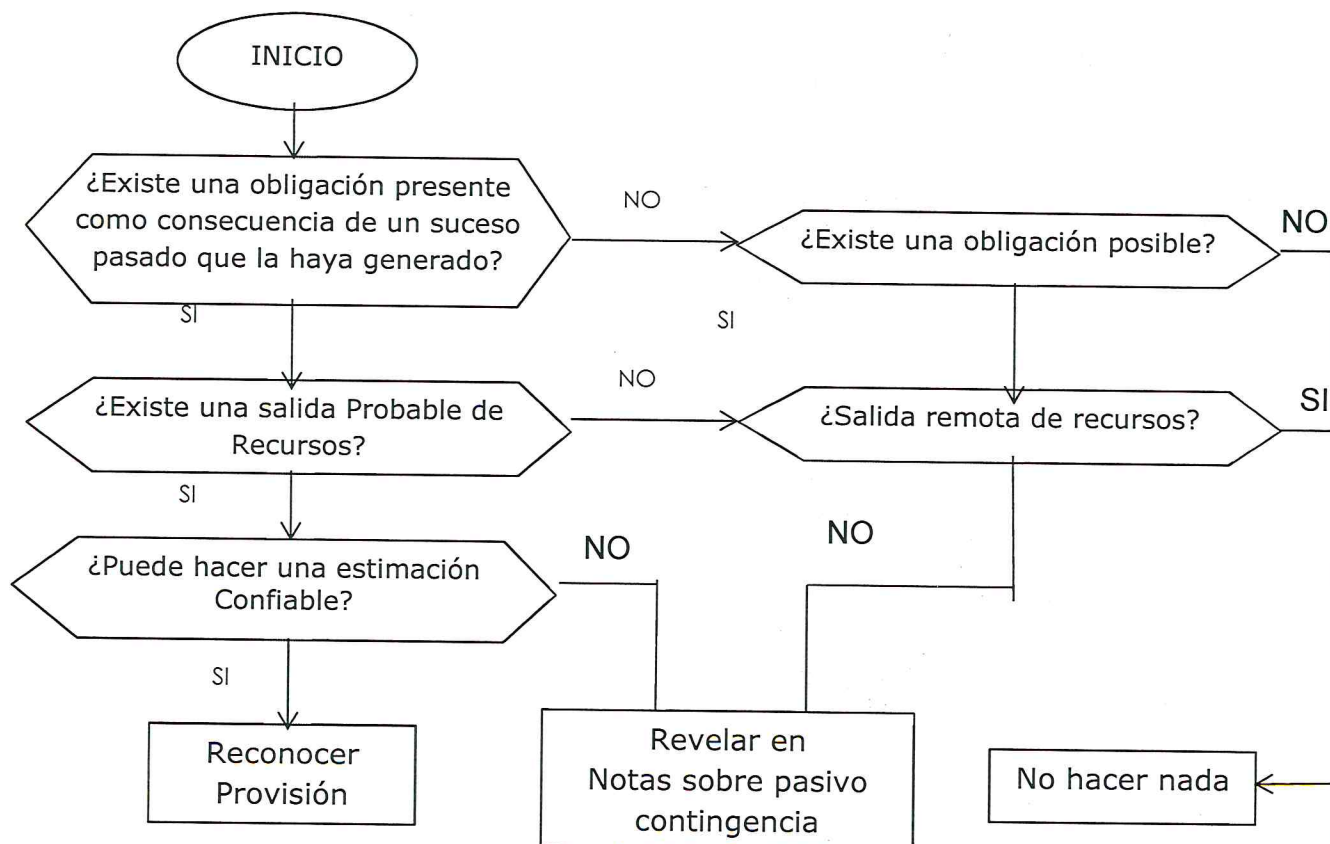 INICIO
¿Existe una obligación presente
como consecuencia de un suceso
pasado que la haya generado?
NO
¿Existe una obligación posible?
NO
SI
SI
¿Existe una salida Probable de
Recursos?
NO
¿Salida remota de recursos?
SI
SI
¿Puede hacer una estimación
Confiable?
NO
NO
SI
Reconocer
Provisión
Revelar en
Notas sobre pasivo
contingencia
No hacer nada